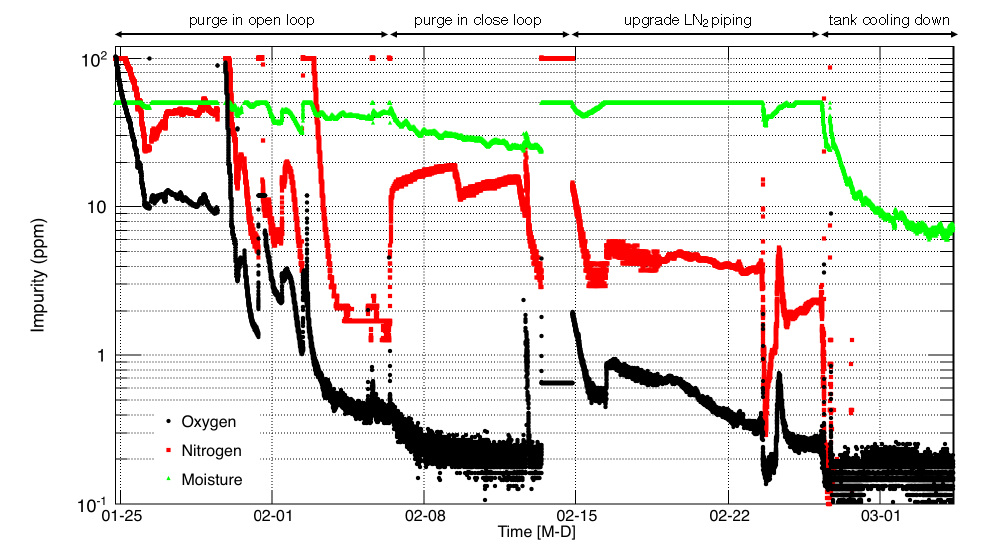 purge in open loop purge in close loop upgrade LN2 piping tank cooling down
10²
10
1
10⁻¹
Impurity (ppm)
Oxygen
Nitrogen
Moisture
01-25 02-01 02-08 02-15 02-22 03-01
Time [M-D]